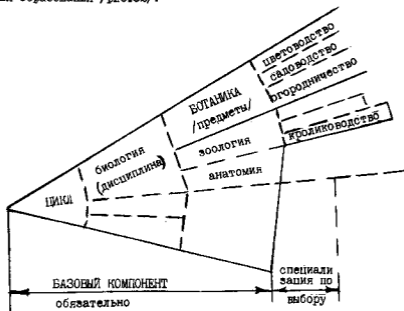 цветоводство
садоводство
огородничество
БОТАНИКА
/предметы/
кролиководство
биология
(дисциплина)
зоология
анатомия
ЦИКЛ
БАЗОВЫЙ КОМПОНЕНТ
обязательно
специали
зация по
выбору